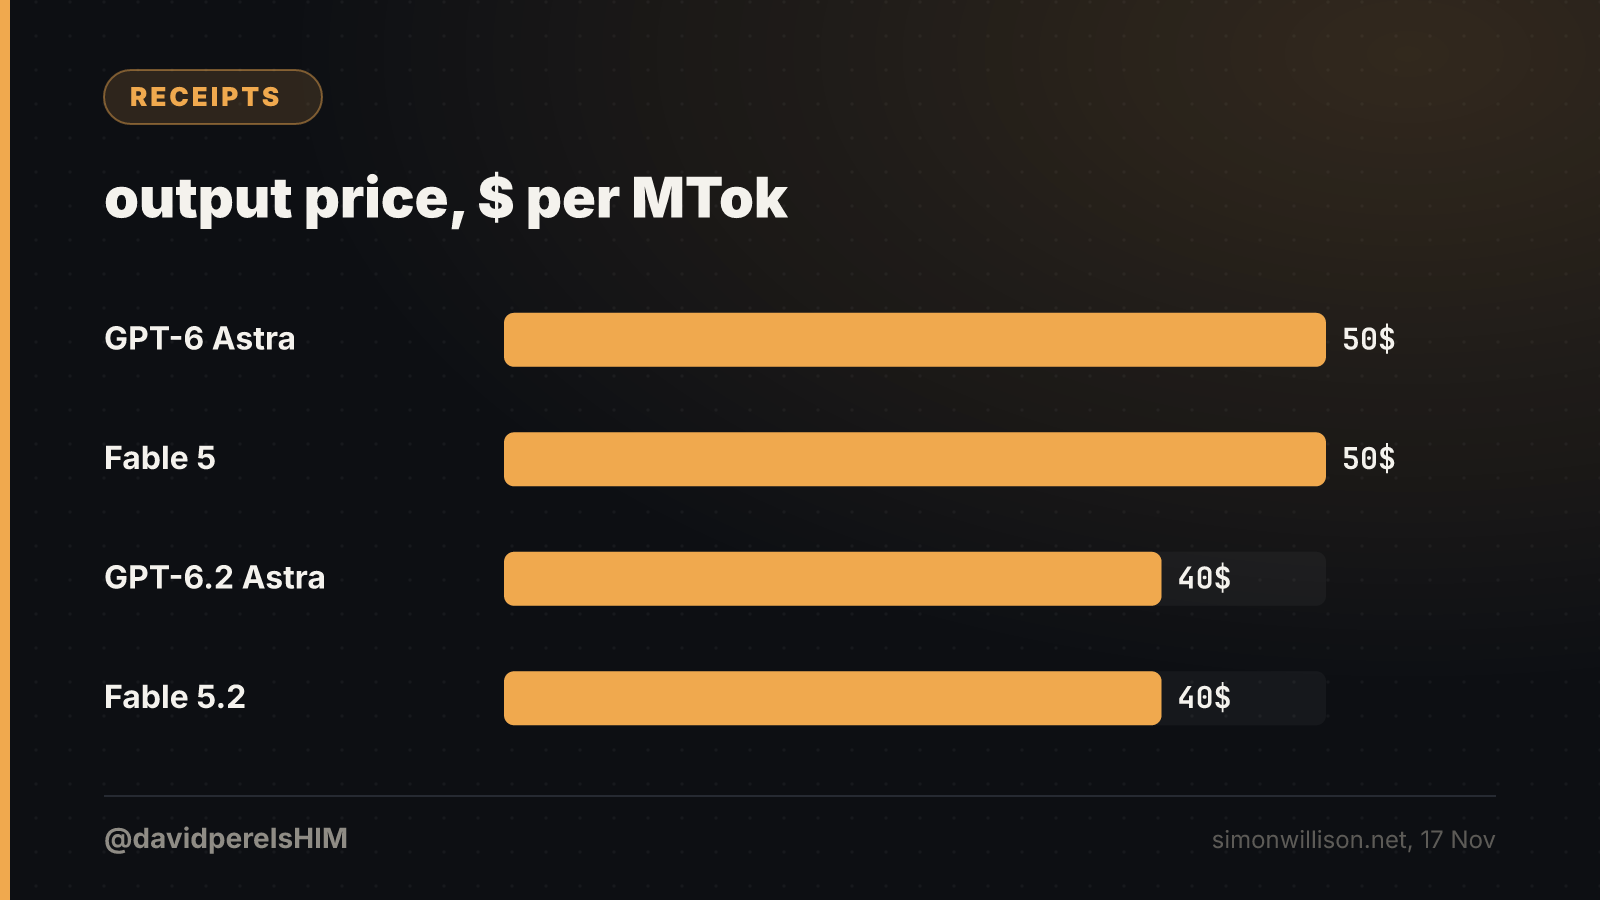 RECEIPTS
output price, $ per MTok
GPT-6 Astra 50$
Fable 5 50$
GPT-6.2 Astra 40$
Fable 5.2 40$
@davidperelsHIM simonwillison.net, 17 Nov